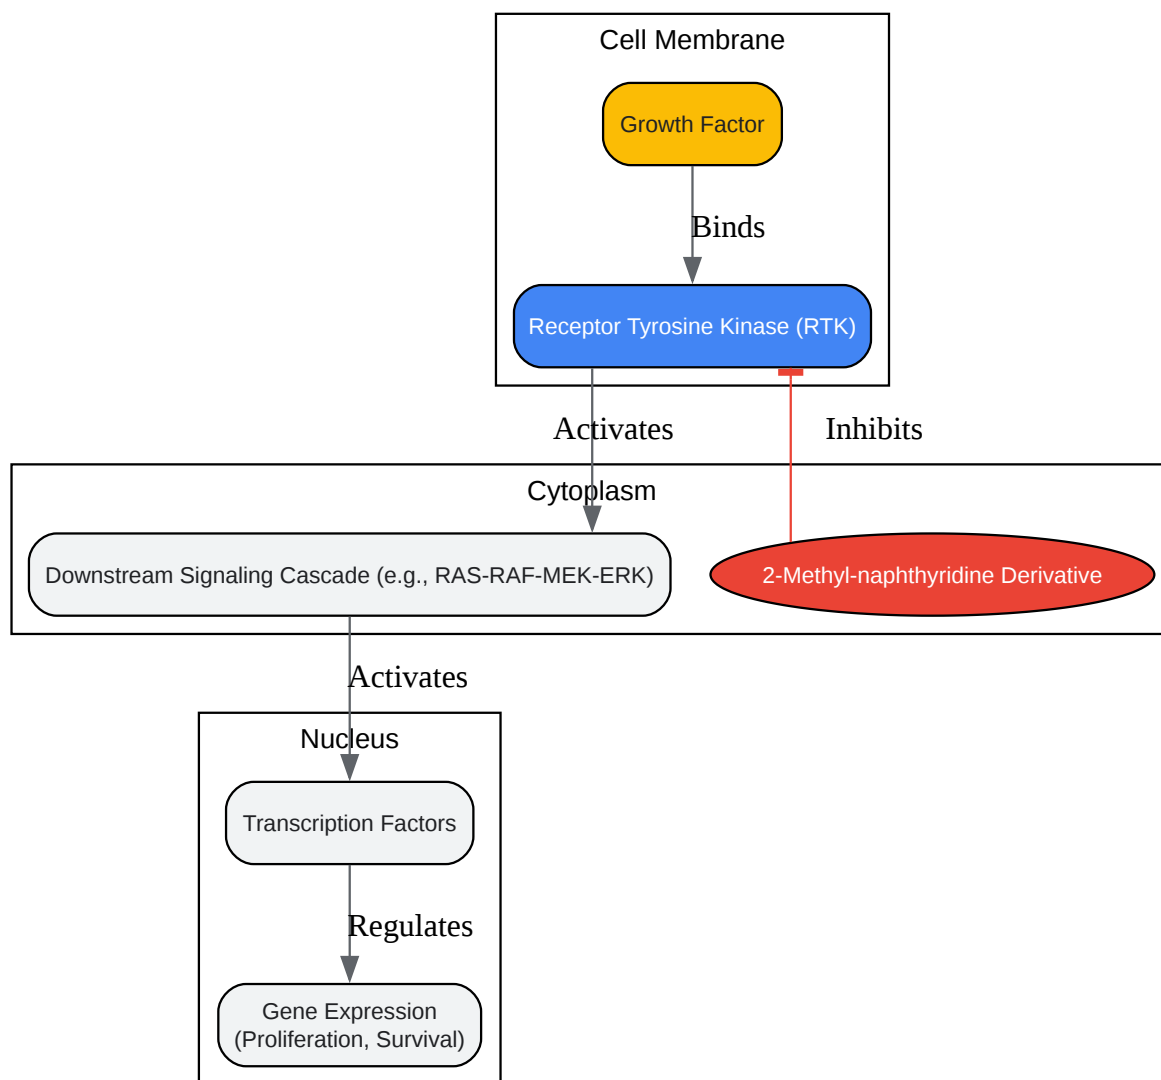 Cell Membrane
Growth Factor
Binds
Receptor Tyrosine Kinase (RTK)
Activates
Inhibits
Cytoplasm
Downstream Signaling Cascade (e.g., RAS-RAF-MEK-ERK)
2-Methyl-naphthyridine Derivative
Activates
Nucleus
Transcription Factors
Regulates
Gene Expression
(Proliferation, Survival)